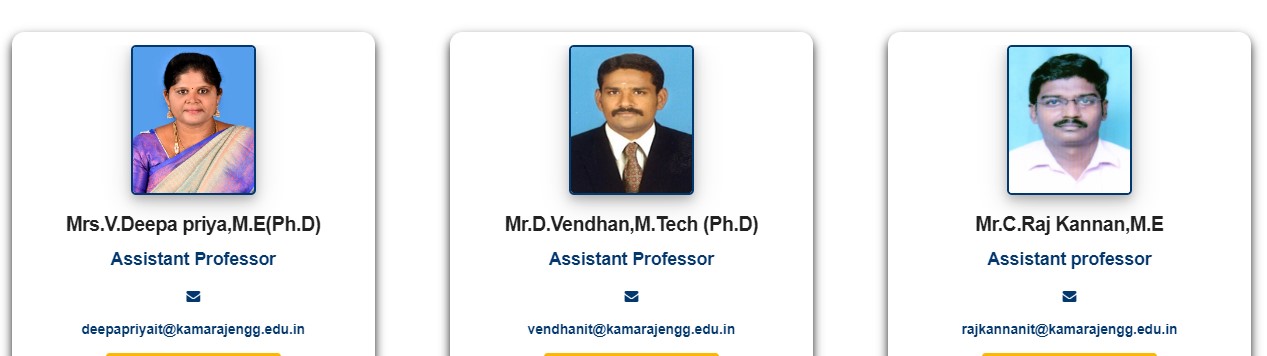 Mrs.V.Deepa priya,M.E(Ph.D)
Assistant Professor
deepapriyait@kamarajengg.edu.in
Mr.D.Vendhan,M.Tech (Ph.D)
Assistant Professor
vendhanit@kamarajengg.edu.in
Mr.C.Raj Kannan,M.E
Assistant professor
rajkannanit@kamarajengg.edu.in